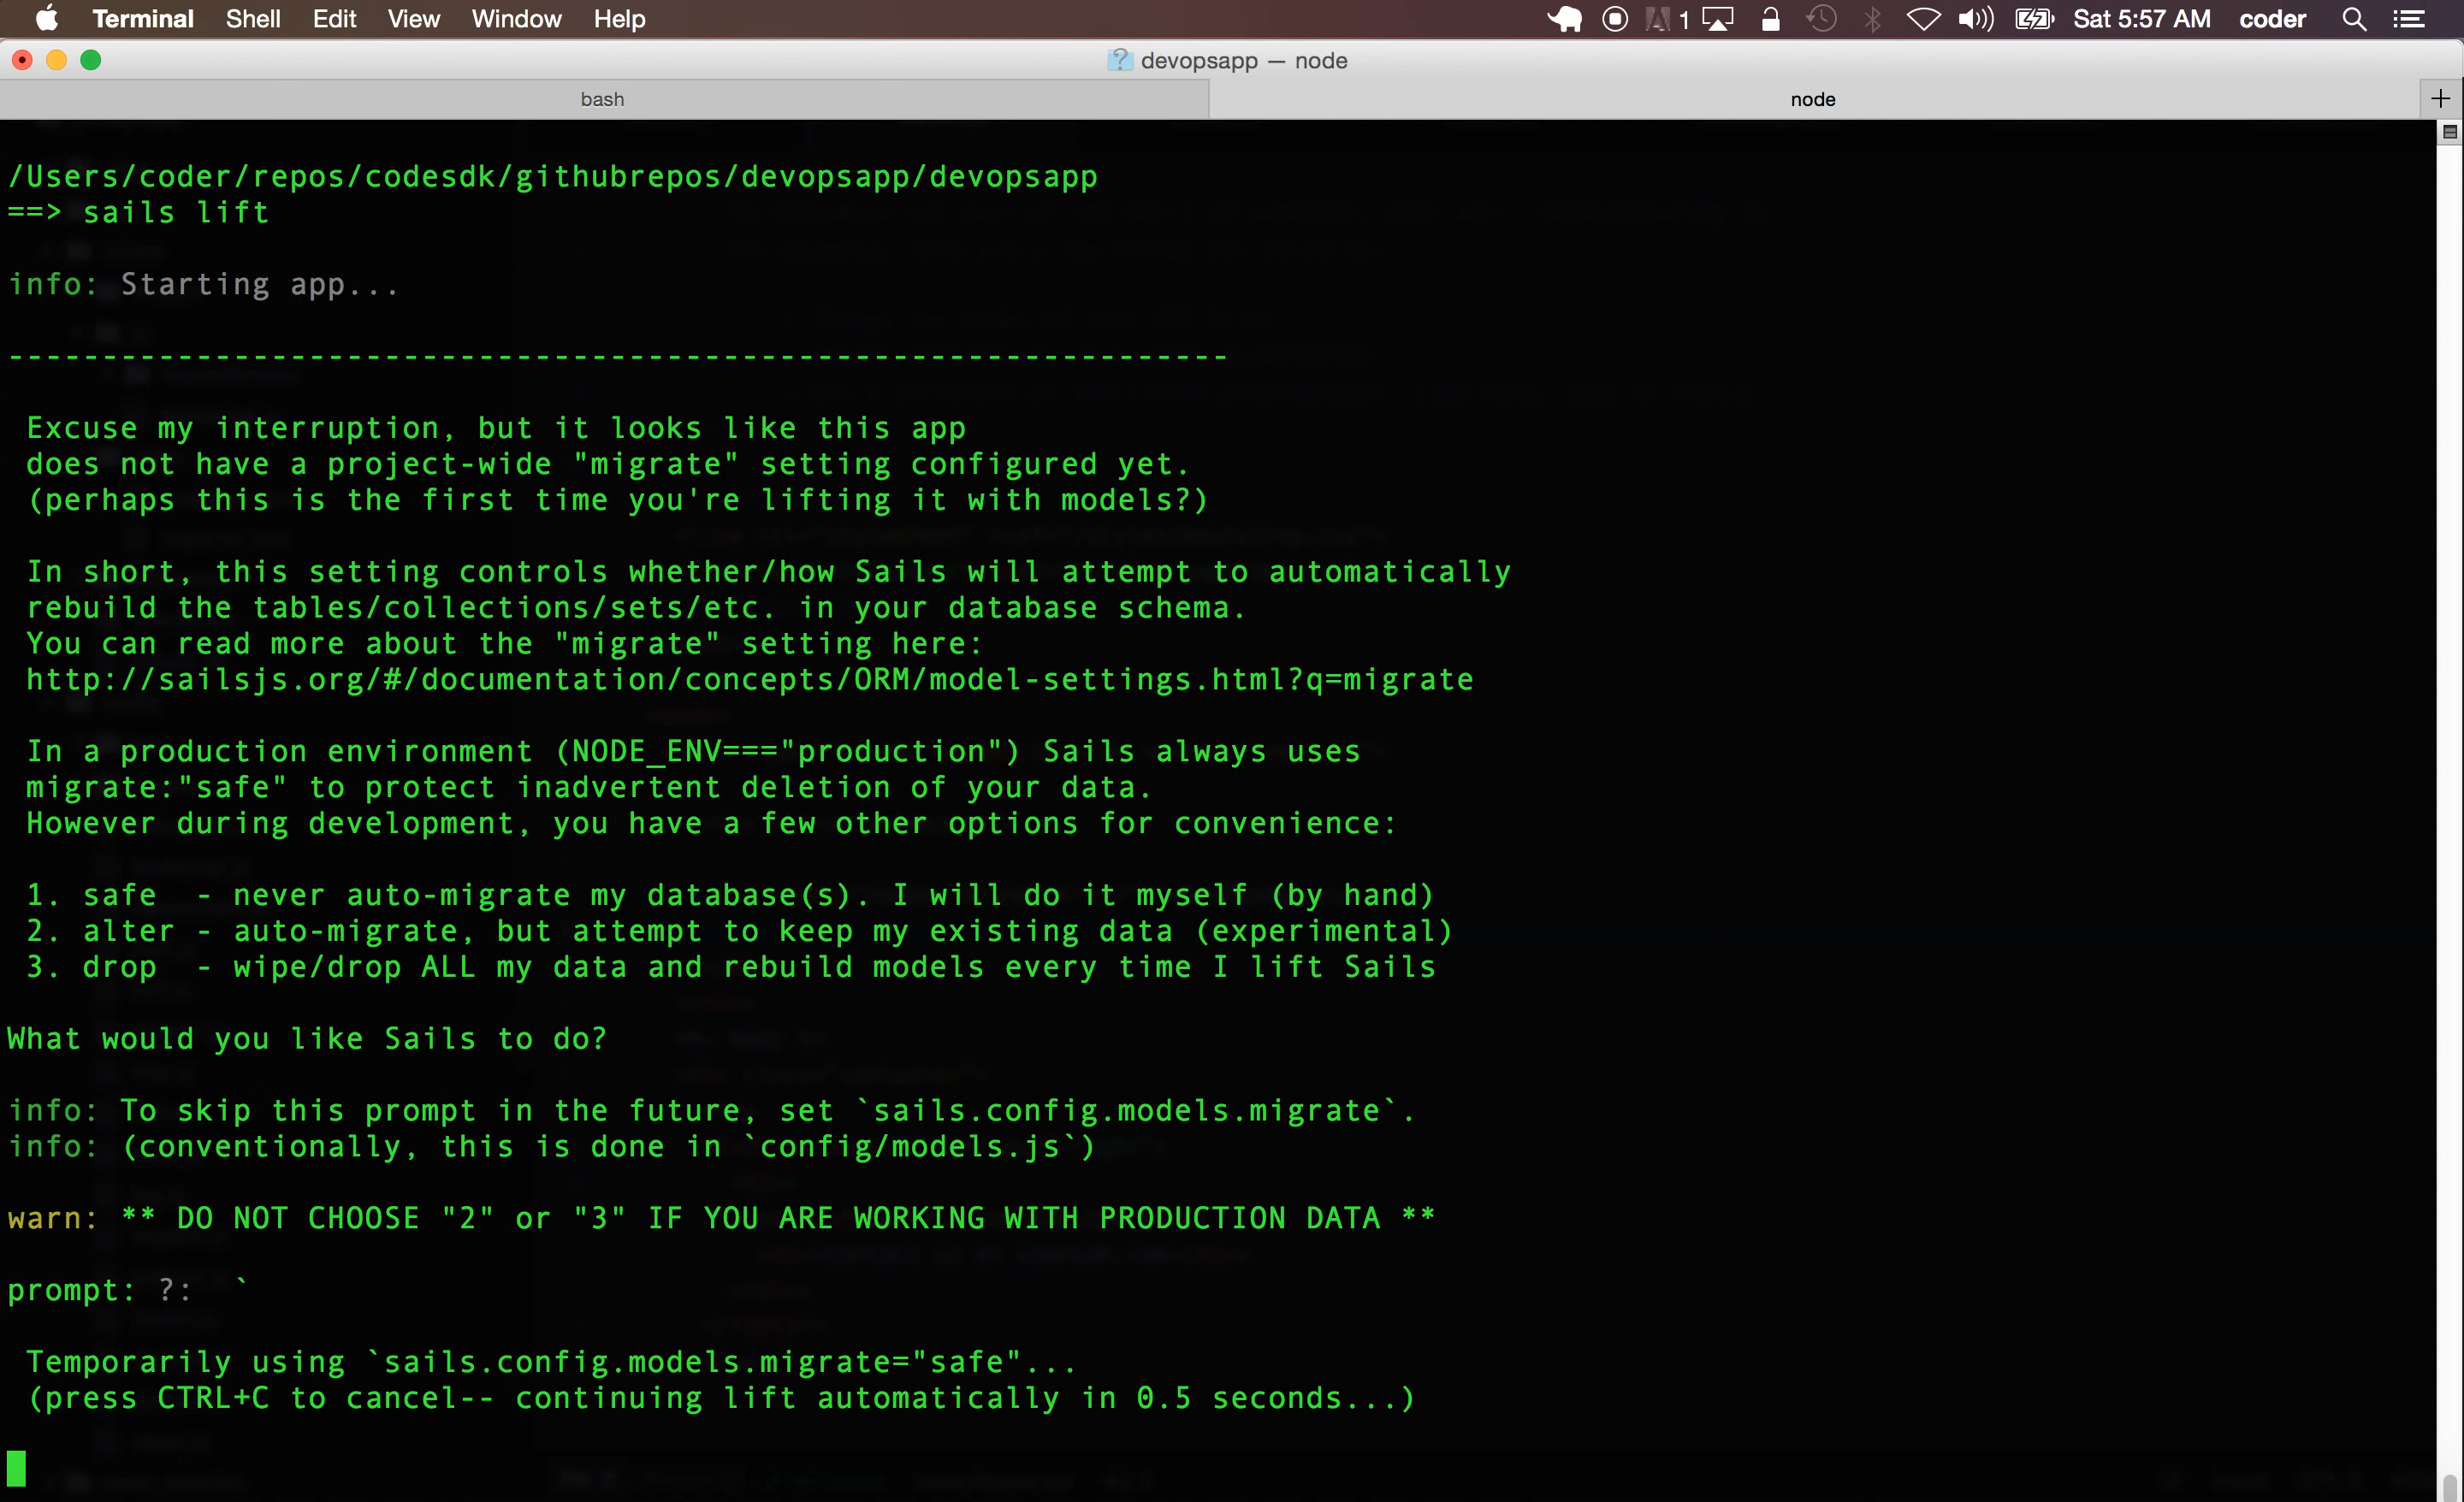 Terminal Shell Edit View Window Help 1 Sat 5:57 AM coder
devopsapp — node
bash node
/Users/coder/repos/codesdk/githubrepos/devopsapp/devopsapp
==> sails lift
info: Starting app...
-----------------------------------------------------------------
Excuse my interruption, but it looks like this app
does not have a project-wide "migrate" setting configured yet.
(perhaps this is the first time you're lifting it with models?)
In short, this setting controls whether/how Sails will attempt to automatically
rebuild the tables/collections/sets/etc. in your database schema.
You can read more about the "migrate" setting here:
http://sailsjs.org/#/documentation/concepts/ORM/model-settings.html?q=migrate
In a production environment (NODE_ENV==="production") Sails always uses
migrate:"safe" to protect inadvertent deletion of your data.
However during development, you have a few other options for convenience:
1. safe  - never auto-migrate my database(s). I will do it myself (by hand)
2. alter - auto-migrate, but attempt to keep my existing data (experimental)
3. drop  - wipe/drop ALL my data and rebuild models every time I lift Sails
What would you like Sails to do?
info: To skip this prompt in the future, set `sails.config.models.migrate`.
info: (conventionally, this is done in `config/models.js`)
warn: ** DO NOT CHOOSE "2" or "3" IF YOU ARE WORKING WITH PRODUCTION DATA **
prompt: ?:  `
Temporarily using `sails.config.models.migrate="safe"...
(press CTRL+C to cancel-- continuing lift automatically in 0.5 seconds...)